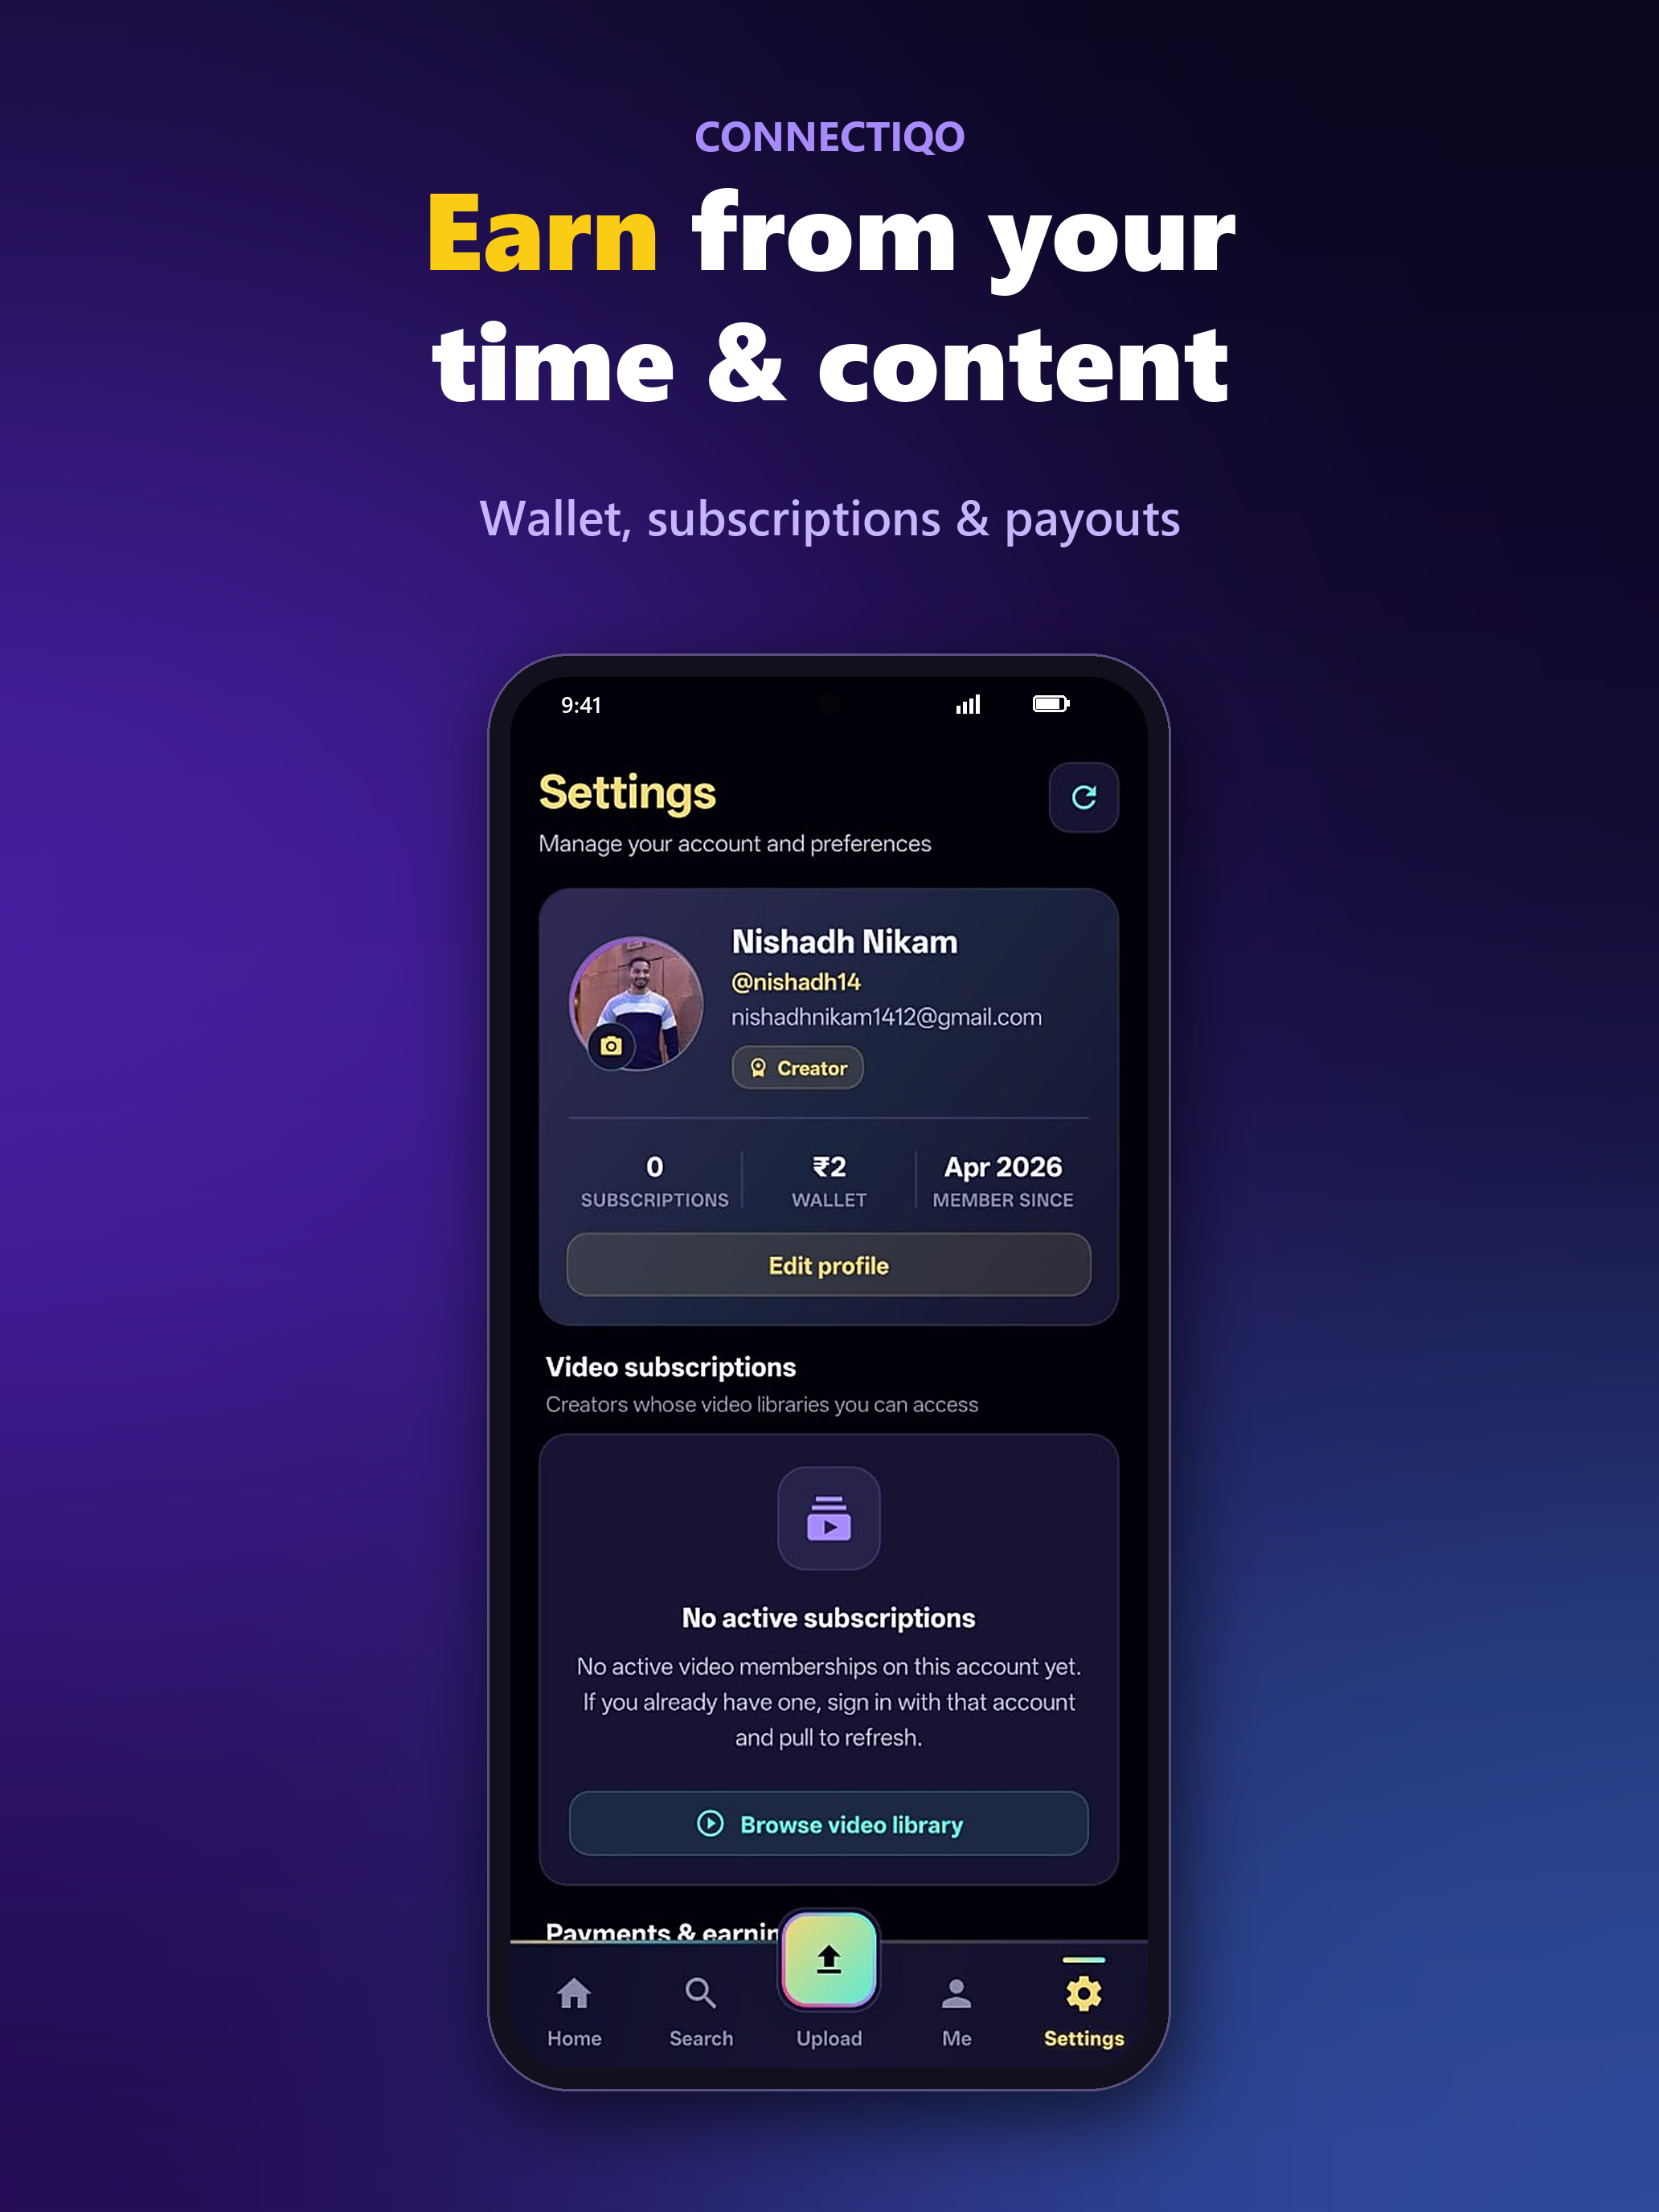 CONNECTIQO
Earn from your
time & content
Wallet, subscriptions & payouts
9:41
Settings
Manage your account and preferences
Nishadh Nikam
@nishadh14
nishadhnikam1412@gmail.com
Creator
0 ₹2 Apr 2026
SUBSCRIPTIONS WALLET MEMBER SINCE
Edit profile
Video subscriptions
Creators whose video libraries you can access
No active subscriptions
No active video memberships on this account yet.
If you already have one, sign in with that account
and pull to refresh.
Browse video library
Payments & earnin
Home Search Upload Me Settings